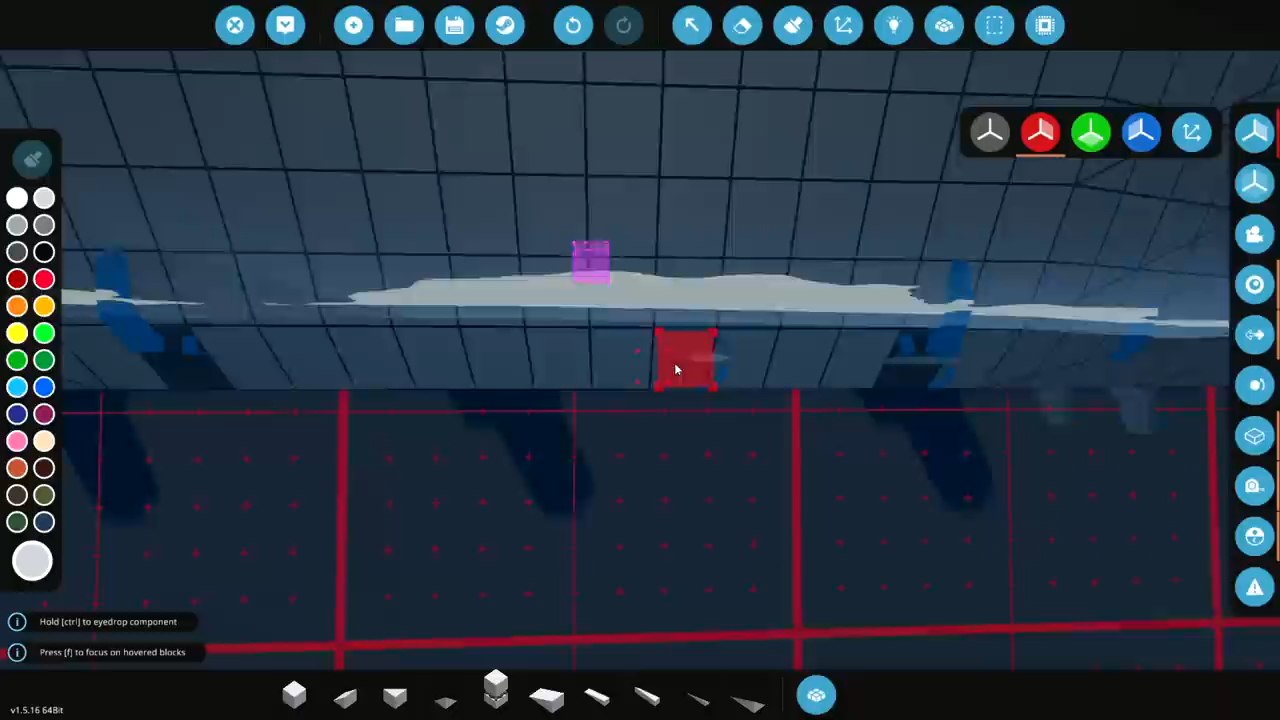 Hold [ctrl] to eyedrop component
Press [f] to focus on hovered blocks
v1.5.16 64Bit